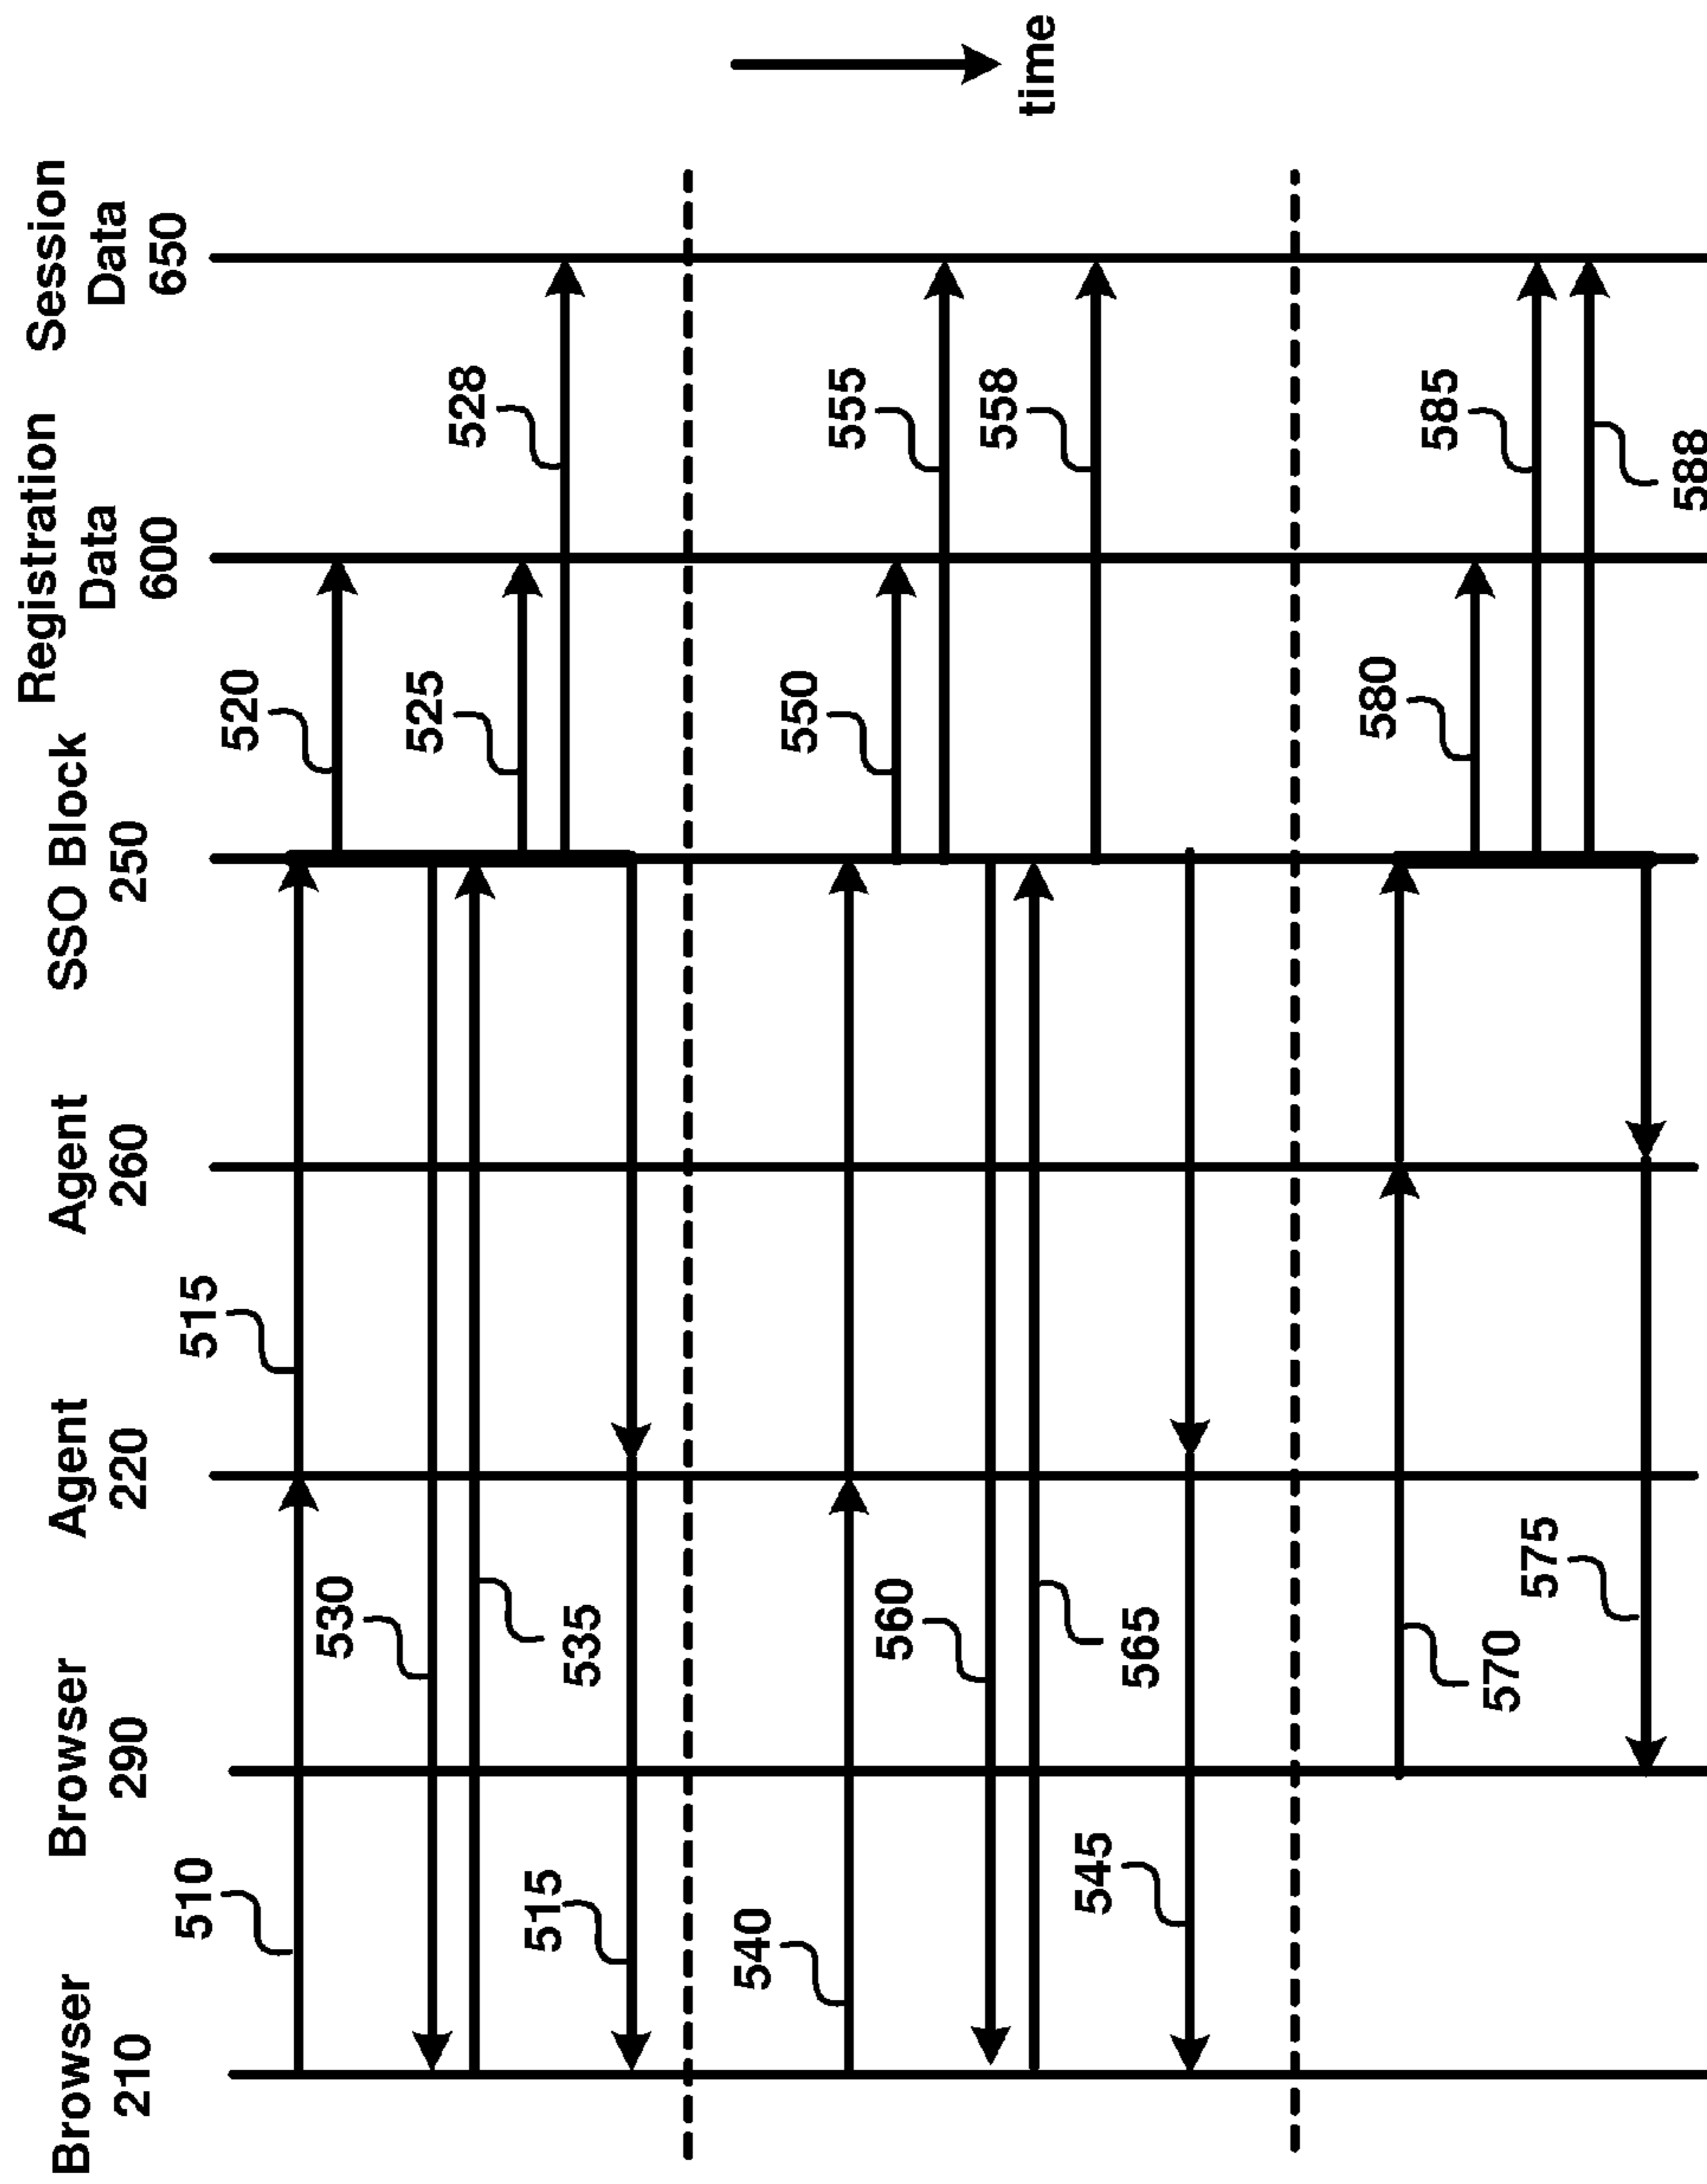 Browser
210
Browser
290
Agent
220
Agent
260
SSO Block
250
Registration
Data
600
Session
Data
650
510
515
520
530
525
528
515
535
540
550
555
560
558
time
545
565
580
585
570
575
588